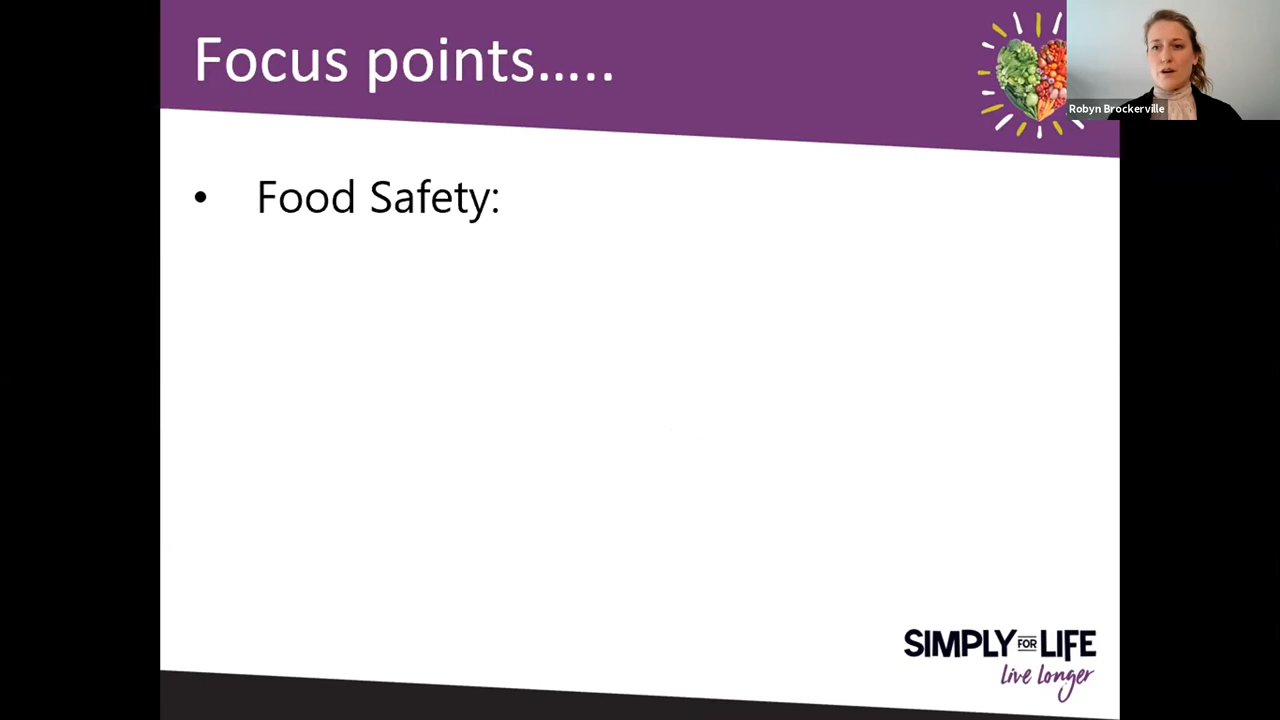 Focus points.....
Robyn Brockerville
• Food Safety:
SIMPLY FOR LIFE
live longer